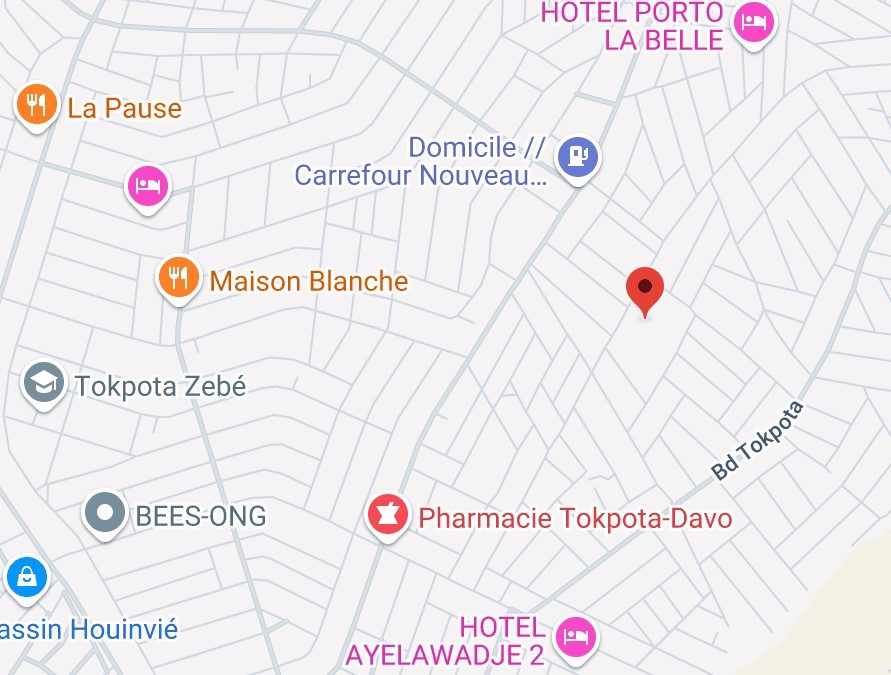 HOTEL PORTO
LA BELLE
La Pause
Domicile //
Carrefour Nouveau...
Maison Blanche
Tokpota Zebé
Bd Tokpota
BEES-ONG
Pharmacie Tokpota-Davo
assin Houinvié
HOTEL
AYELAWADJE 2